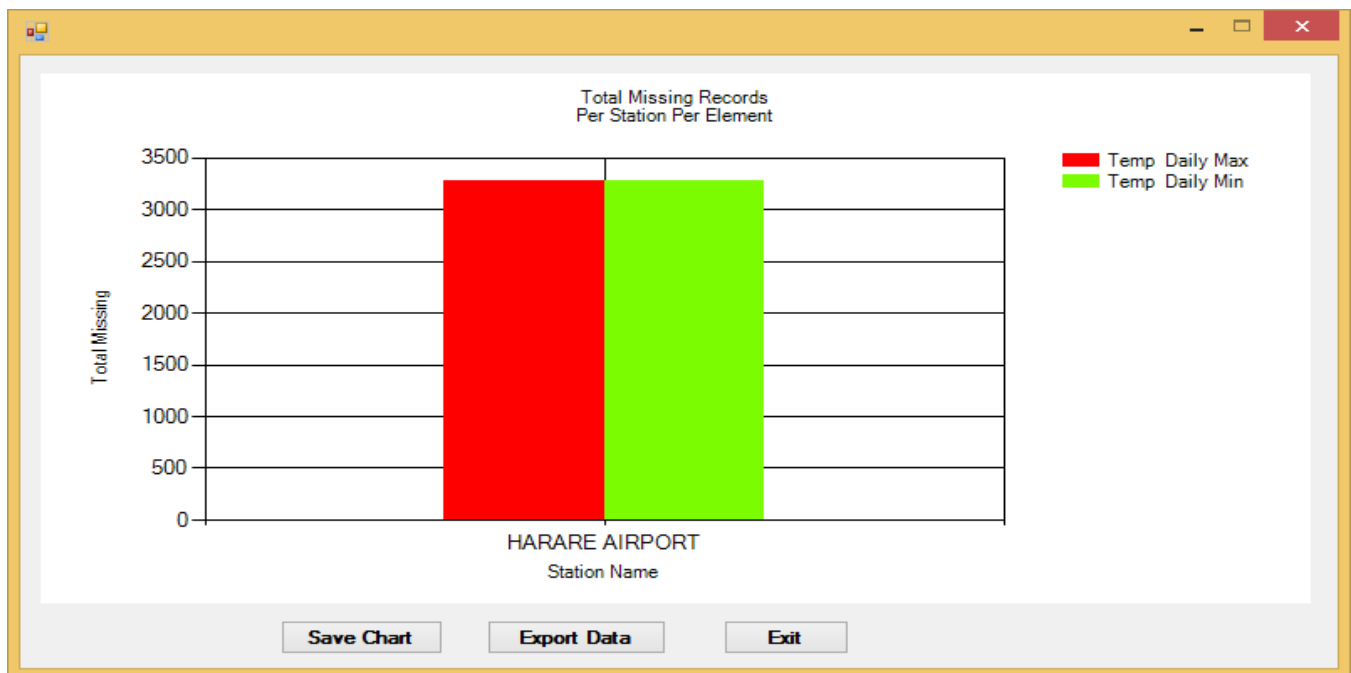 Total Missing Records
Per Station Per Element
Temp Daily Max
Temp Daily Min
Total Missing
3500
3000
2500
2000
1500
1000
500
0
HARARE AIRPORT
Station Name
Save Chart
Export Data
Exit